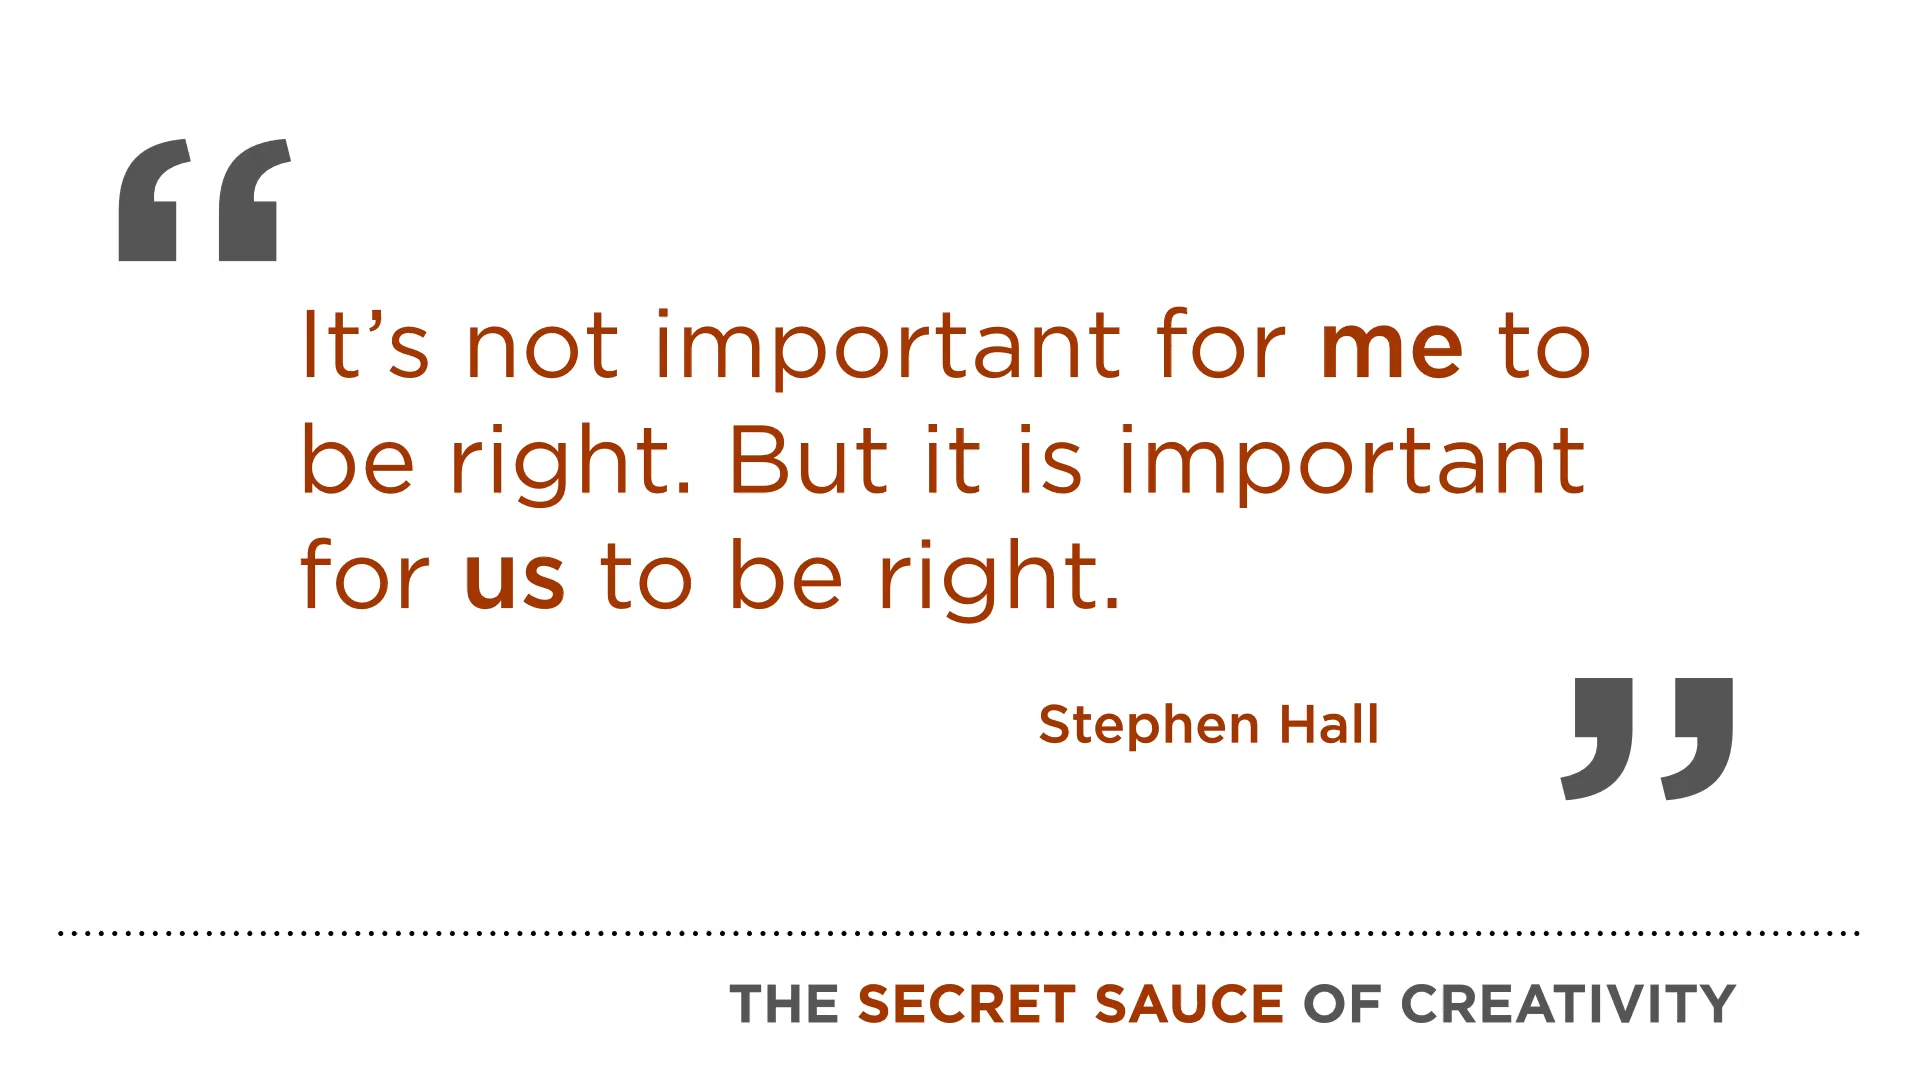 “
It’s not important for me to
be right. But it is important
for us to be right.
Stephen Hall
”
THE SECRET SAUCE OF CREATIVITY